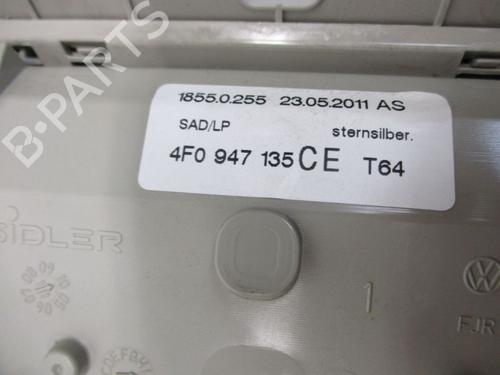 1855.0.255 23.05.2011 AS
SAD/LP sternsilber.
4F0 947 135 CE T64
SIDLER
1
FJR
B-PARTS